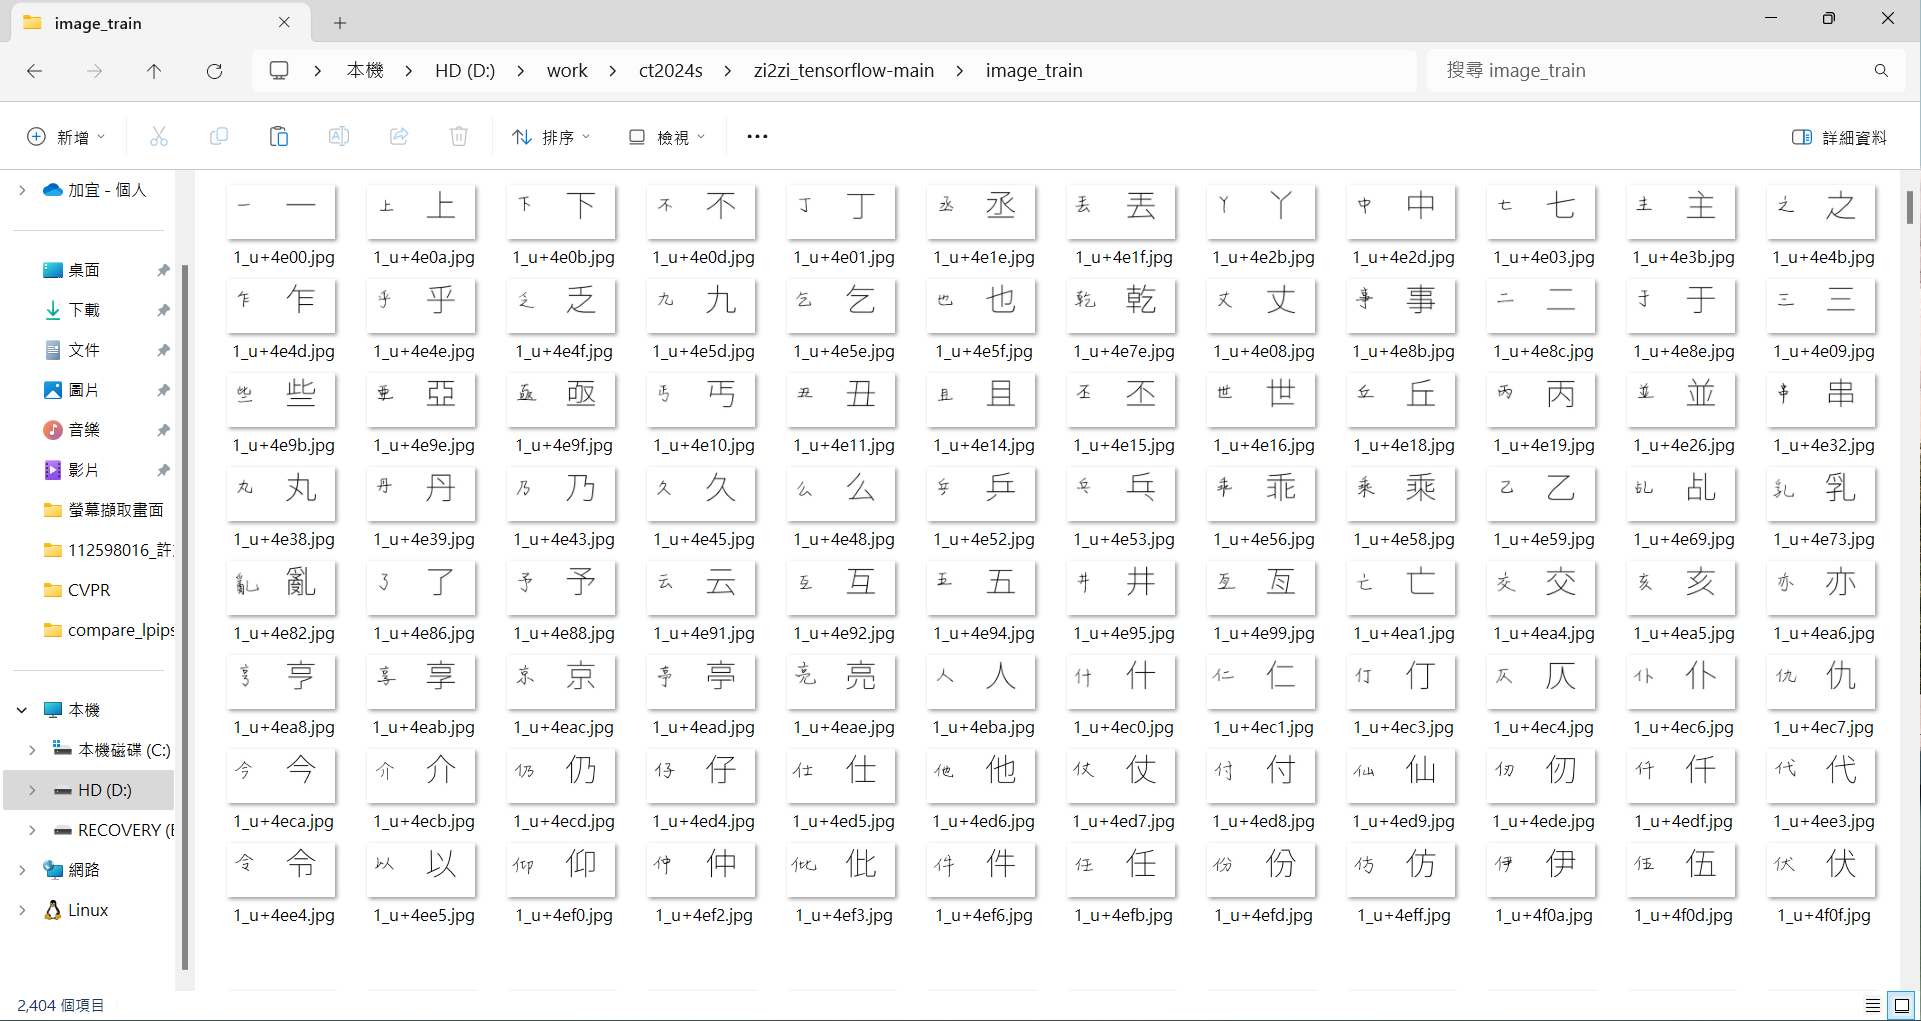 image_train
本機 HD (D:) work ct2024s zi2zi_tensorflow-main image_train
搜尋 image_train
新增 排序 檢視 詳細資料
加宜 - 個人
桌面
下載
文件
圖片
音樂
影片
螢幕擷取畫面
112598016_許
CVPR
compare_lpips
本機
本機磁碟 (C:)
HD (D:)
RECOVERY (E
網路
Linux
一 一 上 上 下 下 不 不 丁 丁 丞 丞 丟 丟 丫 丫 中 中 七 七 主 主 之 之
1_u+4e00.jpg 1_u+4e0a.jpg 1_u+4e0b.jpg 1_u+4e0d.jpg 1_u+4e01.jpg 1_u+4e1e.jpg 1_u+4e1f.jpg 1_u+4e2b.jpg 1_u+4e2d.jpg 1_u+4e03.jpg 1_u+4e3b.jpg 1_u+4e4b.jpg
乍 乍 乎 乎 乏 乏 九 九 乞 乞 也 也 乾 乾 丈 丈 事 事 二 二 于 于 三 三
1_u+4e4d.jpg 1_u+4e4e.jpg 1_u+4e4f.jpg 1_u+4e5d.jpg 1_u+4e5e.jpg 1_u+4e5f.jpg 1_u+4e7e.jpg 1_u+4e08.jpg 1_u+4e8b.jpg 1_u+4e8c.jpg 1_u+4e8e.jpg 1_u+4e09.jpg
些 些 亞 亞 亟 亟 丐 丐 丑 丑 且 且 丕 丕 世 世 丘 丘 丙 丙 並 並 串 串
1_u+4e9b.jpg 1_u+4e9e.jpg 1_u+4e9f.jpg 1_u+4e10.jpg 1_u+4e11.jpg 1_u+4e14.jpg 1_u+4e15.jpg 1_u+4e16.jpg 1_u+4e18.jpg 1_u+4e19.jpg 1_u+4e26.jpg 1_u+4e32.jpg
丸 丸 丹 丹 乃 乃 久 久 么 么 乒 乒 乓 乓 乖 乖 乘 乘 乙 乙 乩 乩 乳 乳
1_u+4e38.jpg 1_u+4e39.jpg 1_u+4e43.jpg 1_u+4e45.jpg 1_u+4e48.jpg 1_u+4e52.jpg 1_u+4e53.jpg 1_u+4e56.jpg 1_u+4e58.jpg 1_u+4e59.jpg 1_u+4e69.jpg 1_u+4e73.jpg
亂 亂 了 了 予 予 云 云 互 互 五 五 井 井 亙 亙 亡 亡 交 交 亥 亥 亦 亦
1_u+4e82.jpg 1_u+4e86.jpg 1_u+4e88.jpg 1_u+4e91.jpg 1_u+4e92.jpg 1_u+4e94.jpg 1_u+4e95.jpg 1_u+4e99.jpg 1_u+4ea1.jpg 1_u+4ea4.jpg 1_u+4ea5.jpg 1_u+4ea6.jpg
亨 亨 享 享 京 京 亭 亭 亮 亮 人 人 什 什 仁 仁 仃 仃 仄 仄 仆 仆 仇 仇
1_u+4ea8.jpg 1_u+4eab.jpg 1_u+4eac.jpg 1_u+4ead.jpg 1_u+4eae.jpg 1_u+4eba.jpg 1_u+4ec0.jpg 1_u+4ec1.jpg 1_u+4ec3.jpg 1_u+4ec4.jpg 1_u+4ec6.jpg 1_u+4ec7.jpg
今 今 介 介 仍 仍 仔 仔 仕 仕 他 他 仗 仗 付 付 仙 仙 仞 仞 仟 仟 代 代
1_u+4eca.jpg 1_u+4ecb.jpg 1_u+4ecd.jpg 1_u+4ed4.jpg 1_u+4ed5.jpg 1_u+4ed6.jpg 1_u+4ed7.jpg 1_u+4ed8.jpg 1_u+4ed9.jpg 1_u+4ede.jpg 1_u+4edf.jpg 1_u+4ee3.jpg
令 令 以 以 仰 仰 仲 仲 仳 仳 件 件 任 任 份 份 仿 仿 伊 伊 伍 伍 伏 伏
1_u+4ee4.jpg 1_u+4ee5.jpg 1_u+4ef0.jpg 1_u+4ef2.jpg 1_u+4ef3.jpg 1_u+4ef6.jpg 1_u+4efb.jpg 1_u+4efd.jpg 1_u+4eff.jpg 1_u+4f0a.jpg 1_u+4f0d.jpg 1_u+4f0f.jpg
2,404 個項目